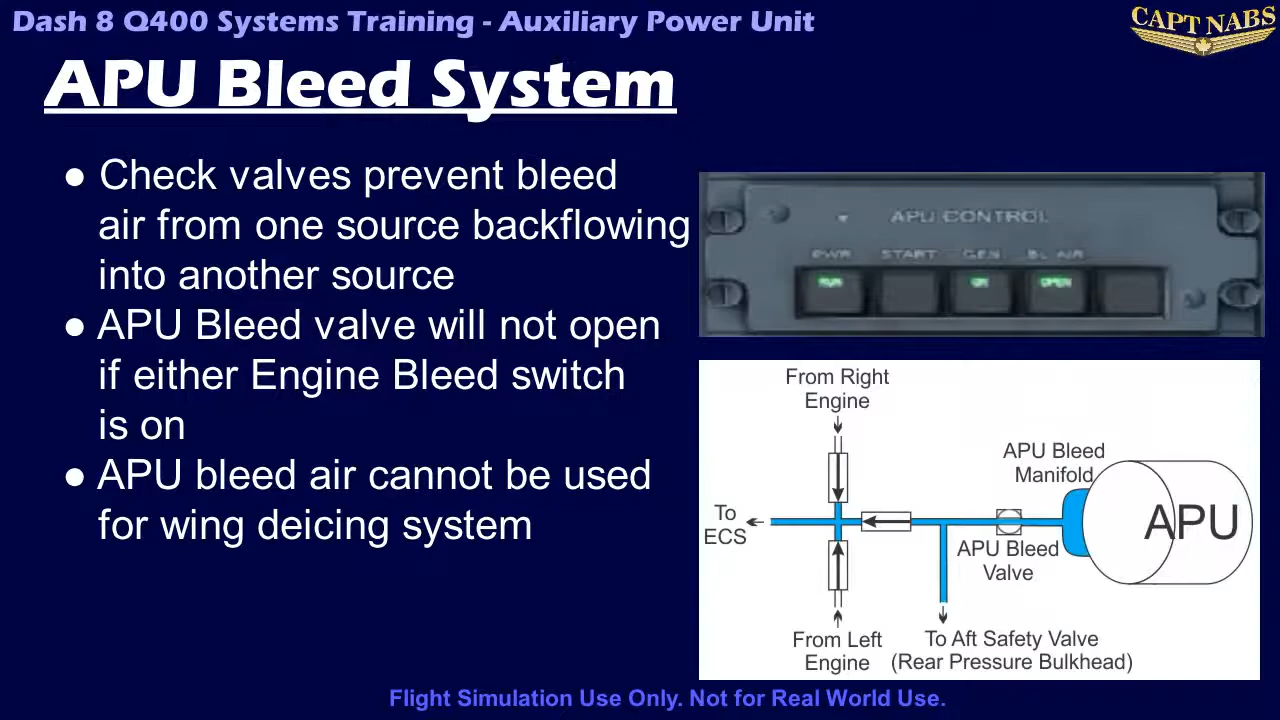 Dash 8 Q400 Systems Training - Auxiliary Power Unit
CAPT NABS
APU Bleed System
● Check valves prevent bleed
air from one source backflowing
into another source
● APU Bleed valve will not open
if either Engine Bleed switch
is on
● APU bleed air cannot be used
for wing deicing system
APU CONTROL
PWR START GEN BL AIR
RUN ON OPEN
From Right
Engine
APU Bleed
Manifold
To
ECS
APU
APU Bleed
Valve
From Left
Engine
To Aft Safety Valve
(Rear Pressure Bulkhead)
Flight Simulation Use Only. Not for Real World Use.